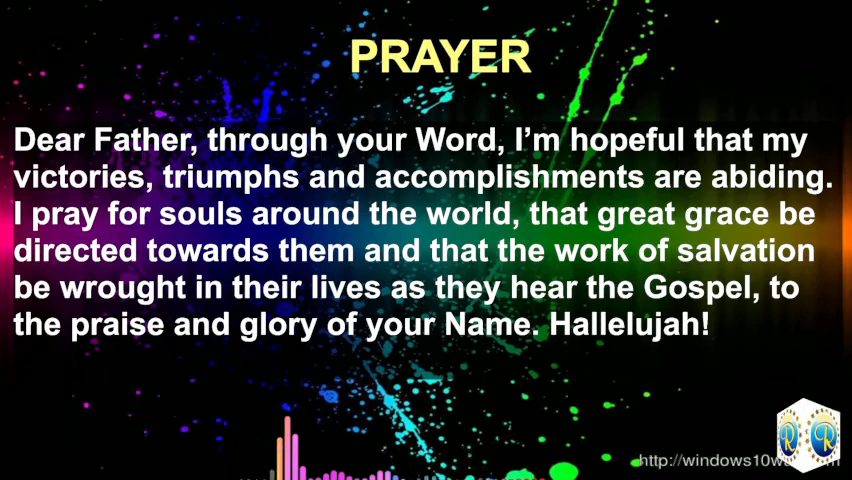 PRAYER
Dear Father, through your Word, I’m hopeful that my
victories, triumphs and accomplishments are abiding.
I pray for souls around the world, that great grace be
directed towards them and that the work of salvation
be wrought in their lives as they hear the Gospel, to
the praise and glory of your Name. Hallelujah!